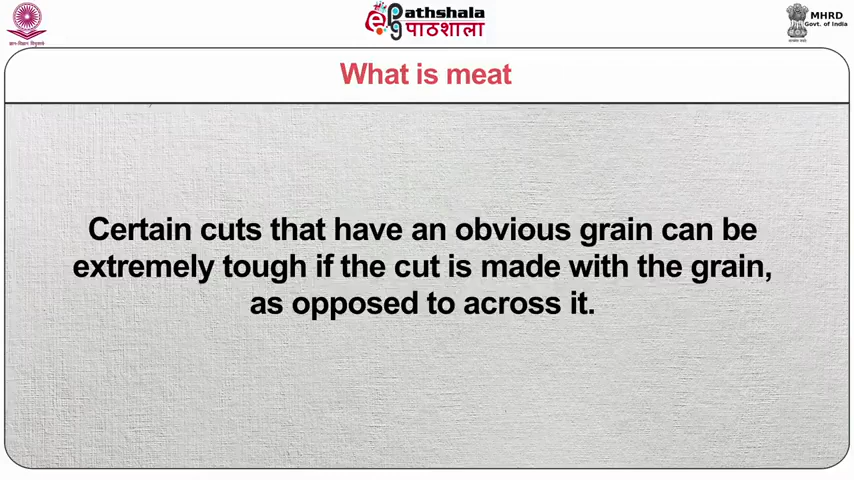 ज्ञान-विज्ञान विमुक्तये
ePathshala
पाठशाला
MHRD
Govt. of India
What is meat
Certain cuts that have an obvious grain can be
extremely tough if the cut is made with the grain,
as opposed to across it.